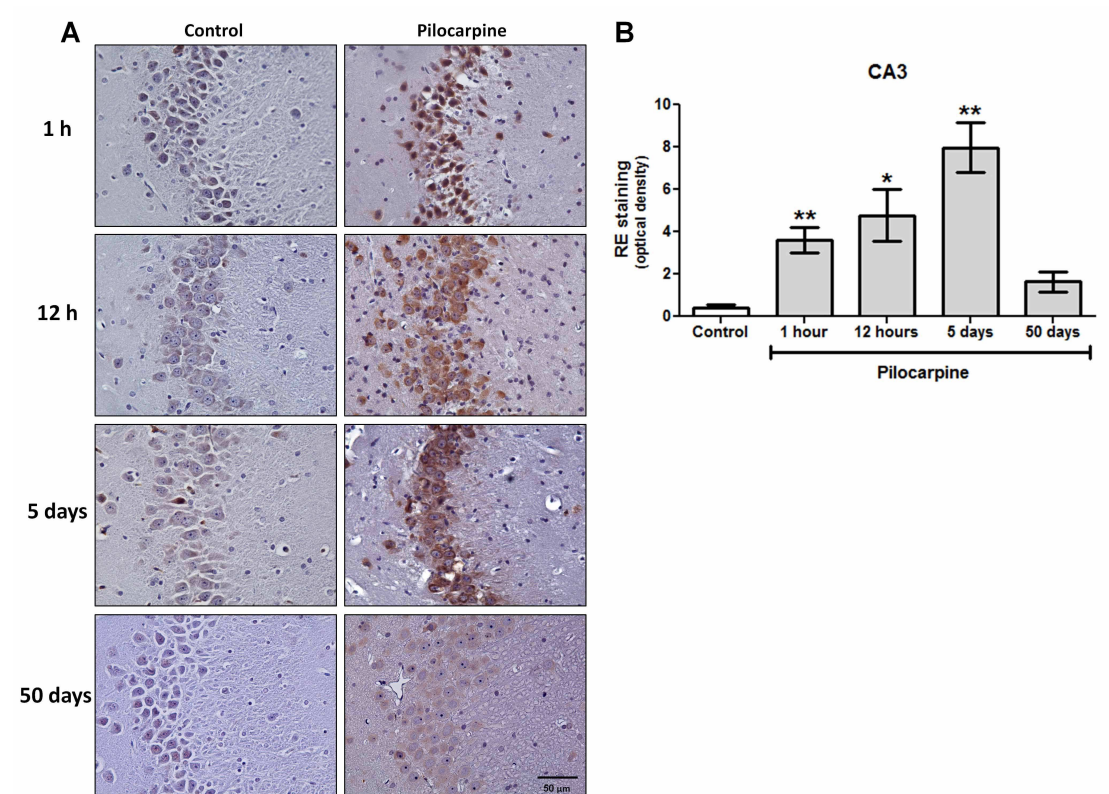 A
Control
Pilocarpine
1 h
12 h
5 days
50 days
50 µm
B
CA3
RE staining
(optical density)
10
8
6
4
2
0
**
*
**
Control
1 hour
12 hours
5 days
50 days
Pilocarpine